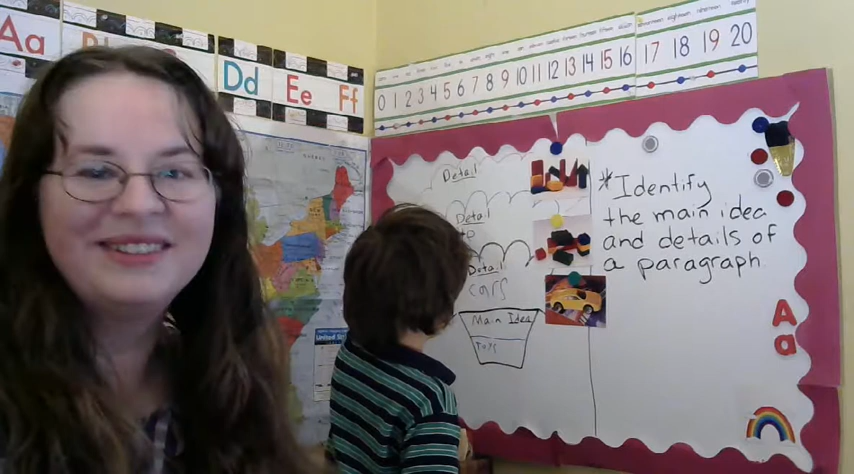 Aa
Dd
Ee
Ff
0 1 2 3 4 5 6 7 8 9 10 11 12 13 14 15 16 17 18 19 20
Detail
Detail
to
Detail
cars
Main Idea
Toys
*Identify
the main idea
and details of
a paragraph
A
a
United